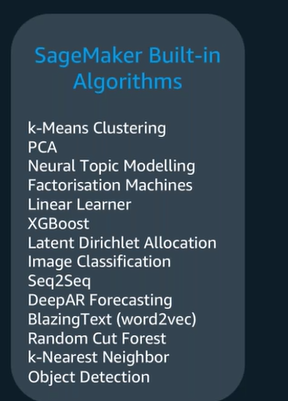 SageMaker Built-in
Algorithms
k-Means Clustering
PCA
Neural Topic Modelling
Factorisation Machines
Linear Learner
XGBoost
Latent Dirichlet Allocation
Image Classification
Seq2Seq
DeepAR Forecasting
BlazingText (word2vec)
Random Cut Forest
k-Nearest Neighbor
Object Detection